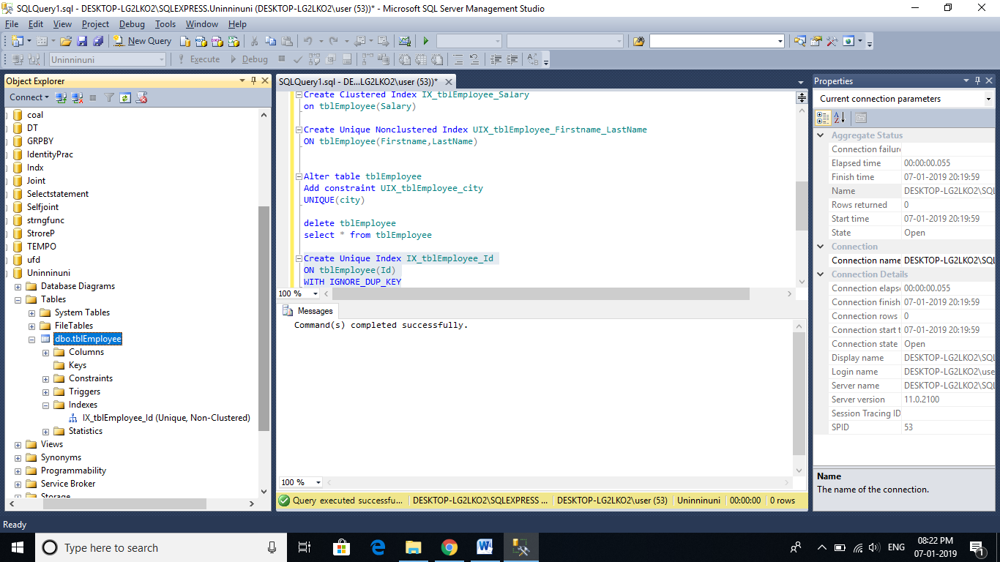 SQLQuery1.sql - DESKTOP-LG2LKO2\SQLEXPRESS.Uninninuni (DESKTOP-LG2LKO2\user (53))* - Microsoft SQL Server Management Studio
File Edit View Project Debug Tools Window Help
New Query
Uninninuni Execute Debug
Object Explorer
Connect
coal
DT
GRPBY
IdentityPrac
Indx
Joint
Selectstatement
Selfjoint
strngfunc
StroreP
TEMPO
ufd
Uninninuni
Database Diagrams
Tables
System Tables
FileTables
dbo.tblEmployee
Columns
Keys
Constraints
Triggers
Indexes
IX_tblEmployee_Id (Unique, Non-Clustered)
Statistics
Views
Synonyms
Programmability
Service Broker
Storage
SQLQuery1.sql - DE...LG2LKO2\user (53))*
Create Clustered Index IX_tblEmployee_Salary
on tblEmployee(Salary)
Create Unique Nonclustered Index UIX_tblEmployee_Firstname_LastName
ON tblEmployee(Firstname,LastName)
Alter table tblEmployee
Add constraint UIX_tblEmployee_city
UNIQUE(city)
delete tblEmployee
select * from tblEmployee
Create Unique Index IX_tblEmployee_Id
ON tblEmployee(Id)
WITH IGNORE_DUP_KEY
100 %
Messages
Command(s) completed successfully.
100 %
Query executed successfu... DESKTOP-LG2LKO2\SQLEXPRESS ... DESKTOP-LG2LKO2\user (53) Uninninuni 00:00:00 0 rows
Properties
Current connection parameters
Aggregate Status
Connection failur
Elapsed time 00:00:00.055
Finish time 07-01-2019 20:19:59
Name DESKTOP-LG2LKO2\SQL
Rows returned 0
Start time 07-01-2019 20:19:59
State Open
Connection
Connection name DESKTOP-LG2LKO2\SQL
Connection Details
Connection elaps 00:00:00.055
Connection finish 07-01-2019 20:19:59
Connection rows 0
Connection start t 07-01-2019 20:19:59
Connection state Open
Display name DESKTOP-LG2LKO2\SQL
Login name DESKTOP-LG2LKO2\use
Server name DESKTOP-LG2LKO2\SQL
Server version 11.0.2100
Session Tracing ID
SPID 53
Name
The name of the connection.
Ready
Type here to search
ENG
08:22 PM
07-01-2019
1